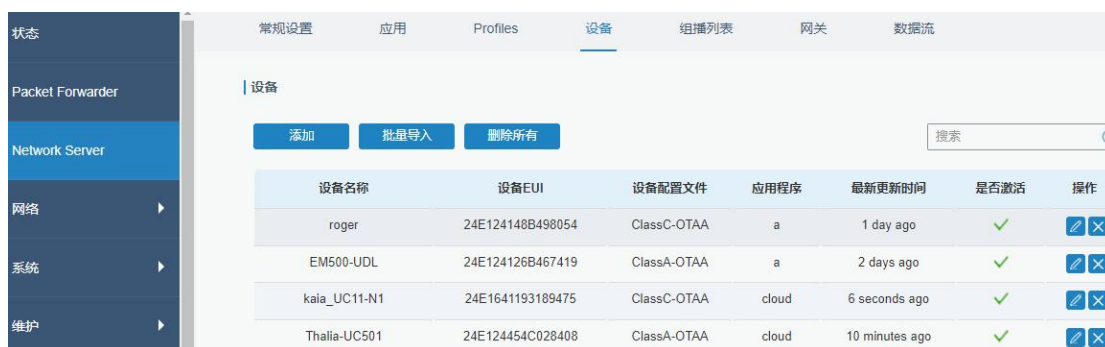 状态
Packet Forwarder
Network Server
网络
系统
维护
常规设置 应用 Profiles 设备 组播列表 网关 数据流
设备
添加 批量导入 删除所有 搜索
设备名称 设备EUI 设备配置文件 应用程序 最新更新时间 是否激活 操作
roger 24E124148B498054 ClassC-OTAA a 1 day ago
EM500-UDL 24E124126B467419 ClassA-OTAA a 2 days ago
kaia_UC11-N1 24E1641193189475 ClassC-OTAA cloud 6 seconds ago
Thalia-UC501 24E124454C028408 ClassA-OTAA cloud 10 minutes ago